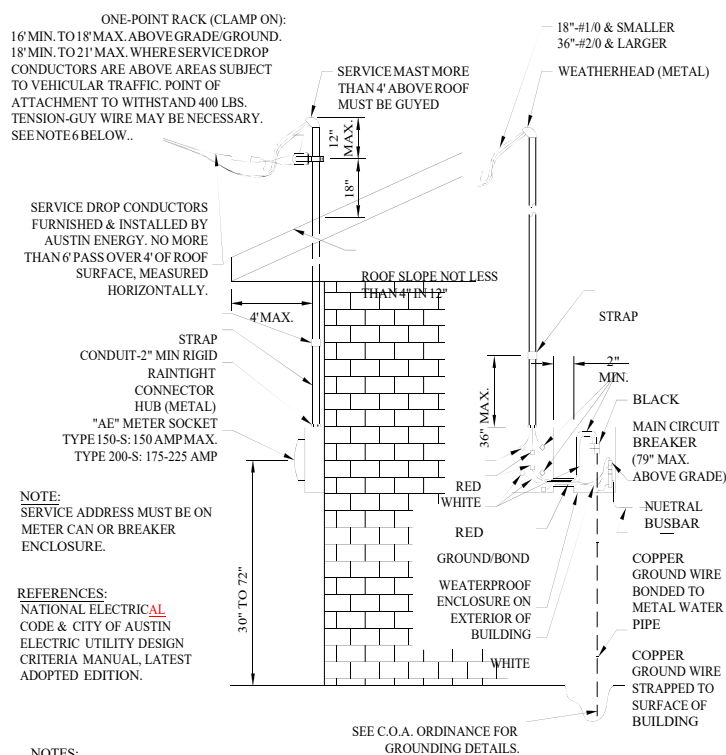 ONE-POINT RACK (CLAMP ON):
16' MIN. TO 18' MAX. ABOVE GRADE/GROUND.
18' MIN. TO 21' MAX. WHERE SERVICE DROP
CONDUCTORS ARE ABOVE AREAS SUBJECT
TO VEHICULAR TRAFFIC. POINT OF
ATTACHMENT TO WITHSTAND 400 LBS.
TENSION-GUY WIRE MAY BE NECESSARY.
SEE NOTE 6 BELOW..
SERVICE MAST MORE
THAN 4' ABOVE ROOF
MUST BE GUYED
18"-#1/0 & SMALLER
36"-#2/0 & LARGER
WEATHERHEAD (METAL)
12"
MAX.
18"
SERVICE DROP CONDUCTORS
FURNISHED & INSTALLED BY
AUSTIN ENERGY. NO MORE
THAN 6' PASS OVER 4' OF ROOF
SURFACE, MEASURED
HORIZONTALLY.
ROOF SLOPE NOT LESS
THAN 4" IN 12"
4' MAX.
STRAP
CONDUIT-2" MIN RIGID
RAINTIGHT
CONNECTOR
HUB (METAL)
"AE" METER SOCKET
TYPE 150-S: 150 AMP MAX.
TYPE 200-S: 175-225 AMP
STRAP
36" MAX.
2"
MIN.
BLACK
MAIN CIRCUIT
BREAKER
(79" MAX.
ABOVE GRADE)
RED
WHITE
NUETRAL
BUSBAR
RED
GROUND/BOND
WEATERPROOF
ENCLOSURE ON
EXTERIOR OF
BUILDING
WHITE
COPPER
GROUND WIRE
BONDED TO
METAL WATER
PIPE
COPPER
GROUND WIRE
STRAPPED TO
SURFACE OF
BUILDING
30" TO 72"
NOTE:
SERVICE ADDRESS MUST BE ON
METER CAN OR BREAKER
ENCLOSURE.
REFERENCES:
NATIONAL ELECTRICAL
CODE & CITY OF AUSTIN
ELECTRIC UTILITY DESIGN
CRITERIA MANUAL, LATEST
ADOPTED EDITION.
SEE C.O.A. ORDINANCE FOR
GROUNDING DETAILS.
NOTES: